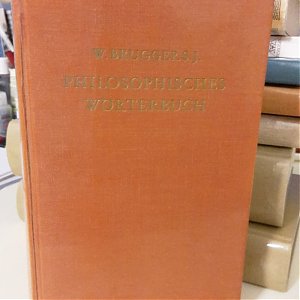 W. BRUGGER S.J.
PHILOSOPHISCHES
WÖRTERBUCH